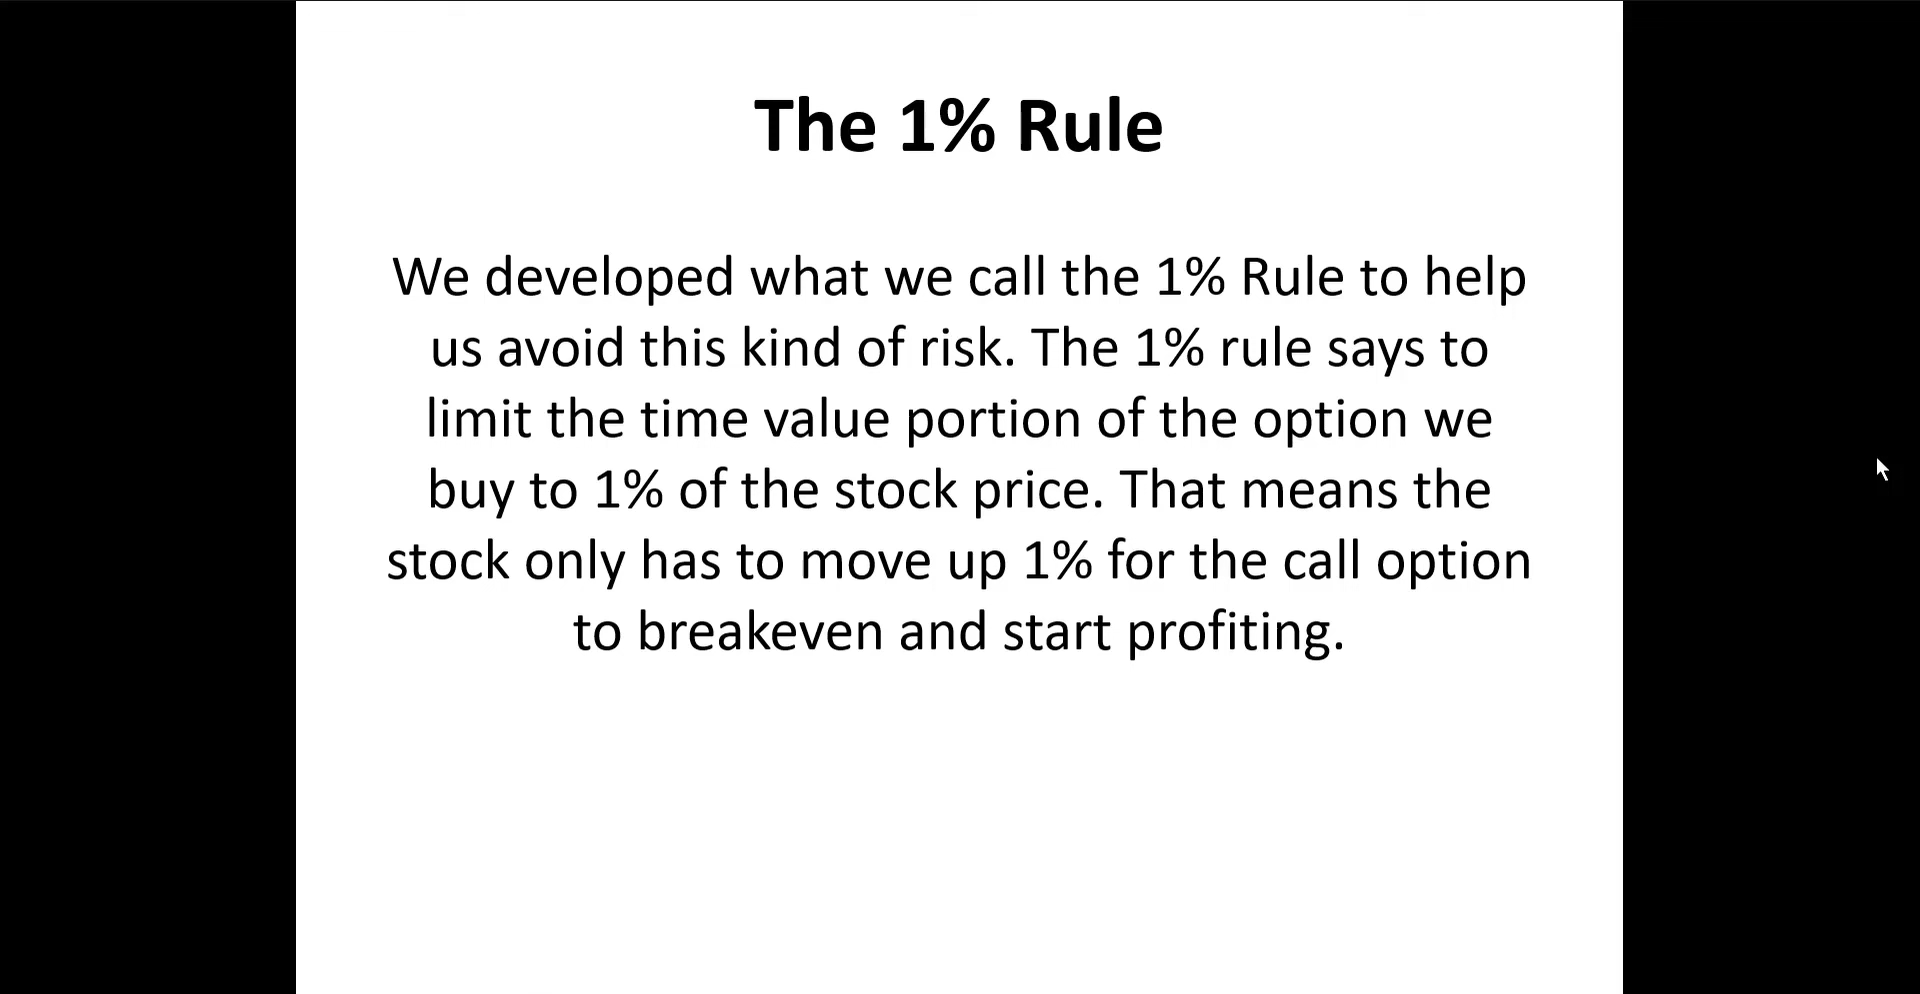 The 1% Rule
We developed what we call the 1% Rule to help
us avoid this kind of risk. The 1% rule says to
limit the time value portion of the option we
buy to 1% of the stock price. That means the
stock only has to move up 1% for the call option
to breakeven and start profiting.